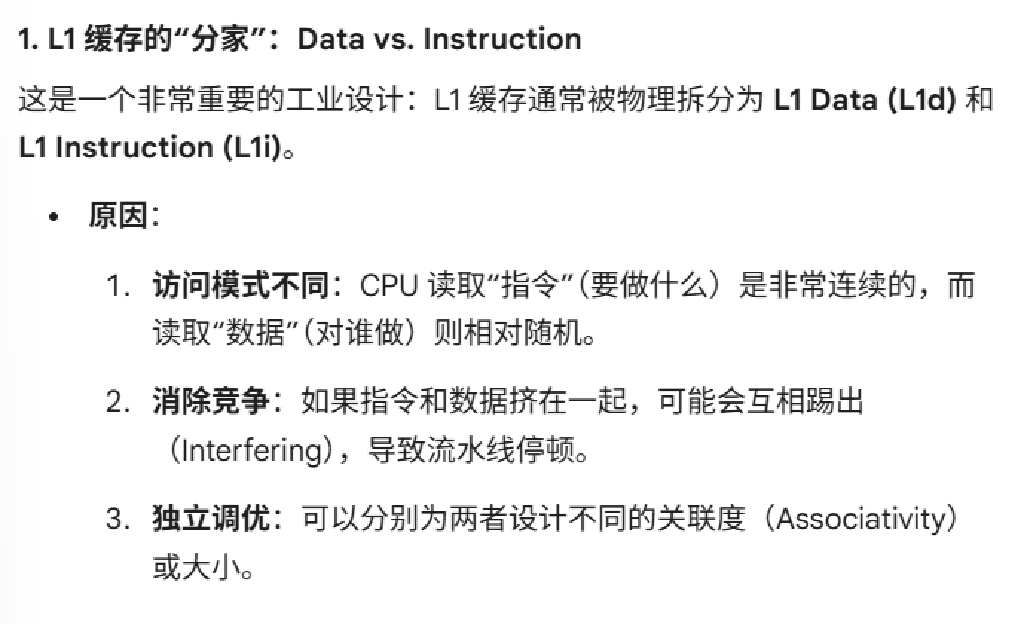 1. L1 缓存的“分家”：Data vs. Instruction
这是一个非常重要的工业设计：L1 缓存通常被物理拆分为 L1 Data (L1d) 和
L1 Instruction (L1i)。
• 原因：
1. 访问模式不同：CPU 读取“指令”（要做什么）是非常连续的，而
读取“数据”（对谁做）则相对随机。
2. 消除竞争：如果指令和数据挤在一起，可能会互相踢出
（Interfering），导致流水线停顿。
3. 独立调优：可以分别为两者设计不同的关联度（Associativity）
或大小。